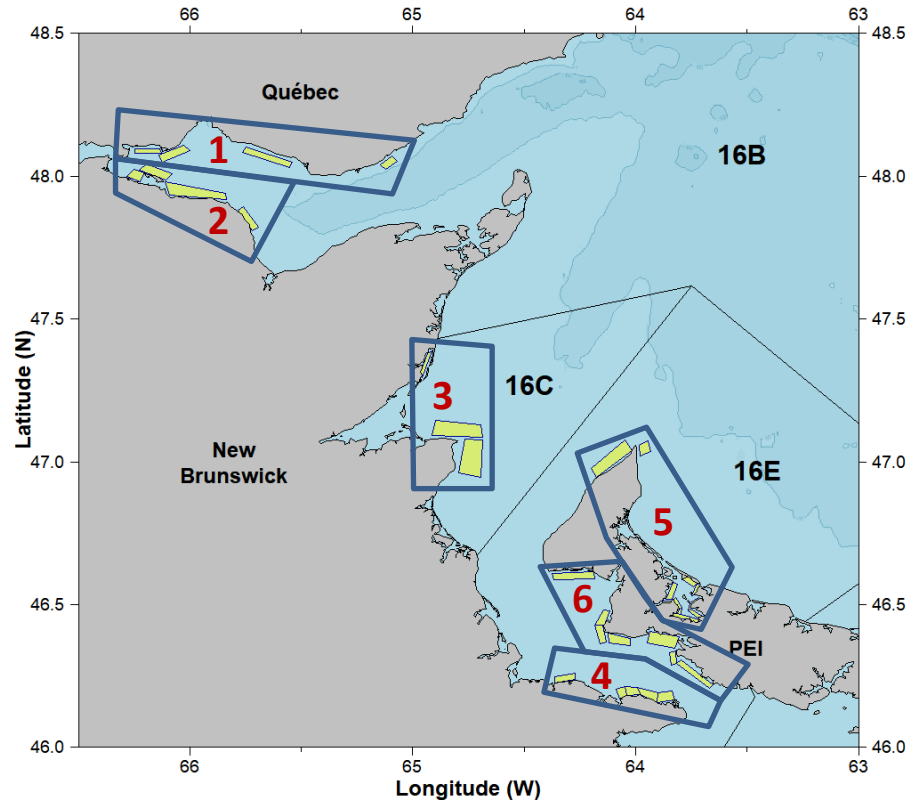 66 65 64 63
48.5 48.5
Québec
1
16B
48.0 48.0
2
47.5 47.5
16C
3
Latitude (N)
New
Brunswick
47.0 47.0
16E
5
46.5 46.5
6
PEI
4
46.0 46.0
66 65 64 63
Longitude (W)